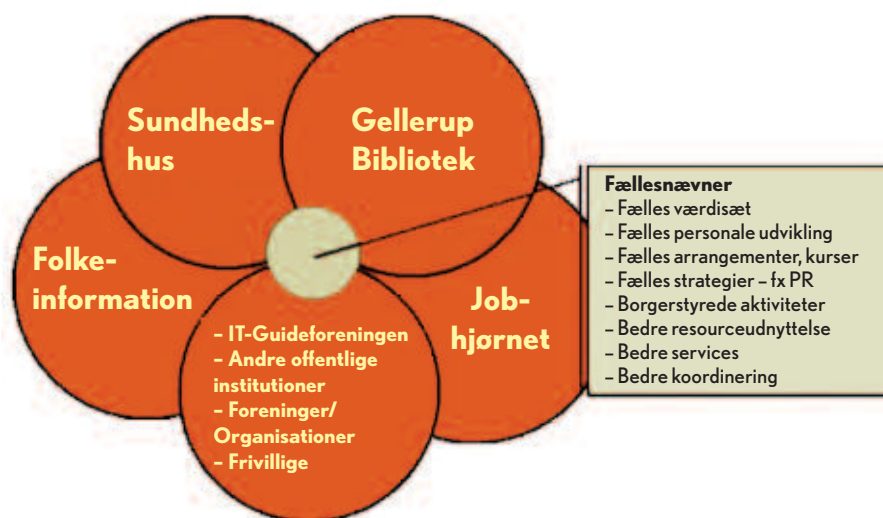 Sundheds-
hus
Gellerup
Bibliotek
Folke-
information
Job-
hjørnet
– IT-Guideforeningen
– Andre offentlige
institutioner
– Foreninger/
Organisationer
– Frivillige
Fællesnævner
– Fælles værdisæt
– Fælles personale udvikling
– Fælles arrangementer, kurser
– Fælles strategier – fx PR
– Borgerstyrede aktiviteter
– Bedre resourceudnyttelse
– Bedre services
– Bedre koordinering